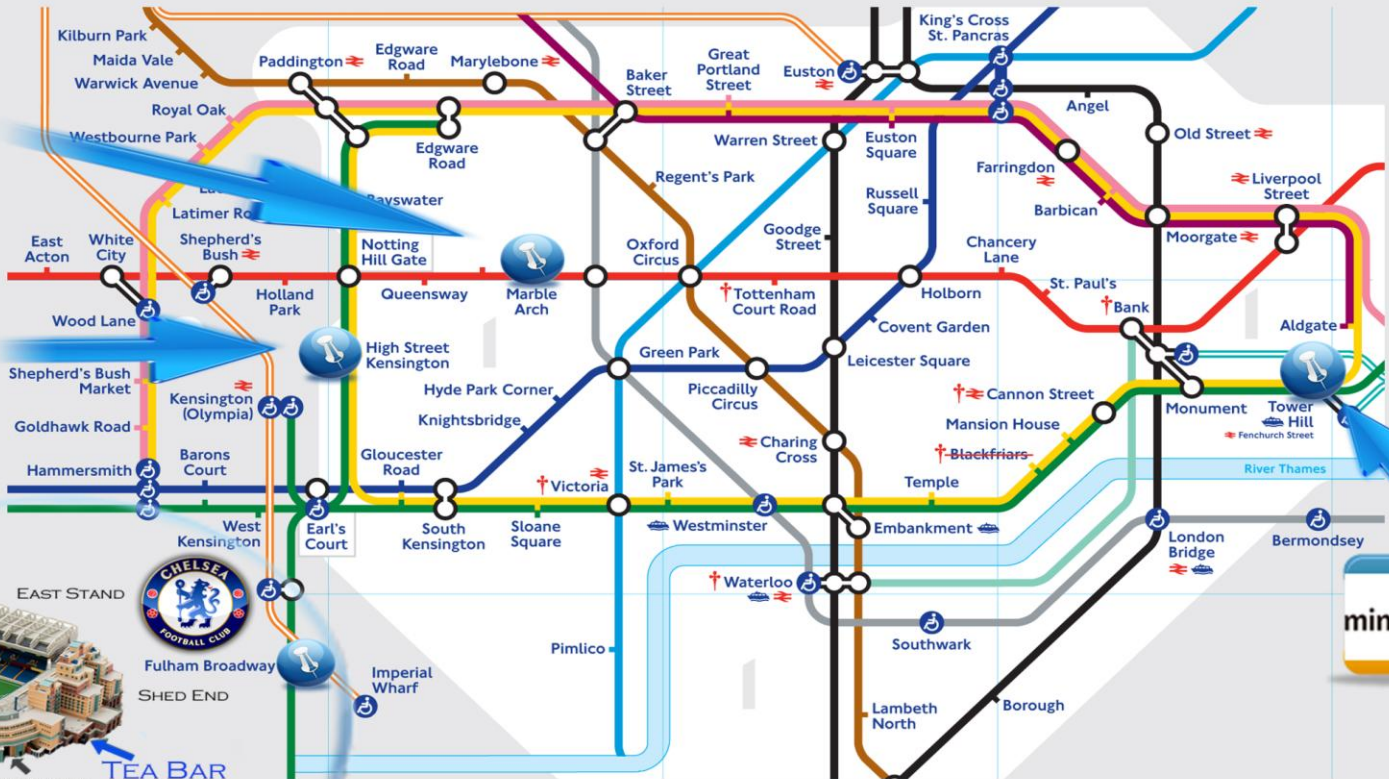 Kilburn Park
Maida Vale
Warwick Avenue
Royal Oak
Westbourne Park
Latimer
Paddington
Edgware
Road
Marylebone
Baker
Street
Great
Portland
Street
Euston
King's Cross
St. Pancras
Angel
Old Street
Edgware
Road
Warren Street
Euston
Square
Farringdon
Barbican
Liverpool
Street
Moorgate
Regent's Park
Russell
Square
Goodge
Street
Bayswater
East
Acton
White
City
Shepherd's
Bush
Notting
Hill Gate
Oxford
Circus
Chancery
Lane
Holland
Park
Queensway
Marble
Arch
Tottenham
Court Road
Holborn
St. Paul's
Bank
Wood Lane
Covent Garden
Aldgate
High Street
Kensington
Green Park
Leicester Square
Shepherd's Bush
Market
Kensington
(Olympia)
Hyde Park Corner
Piccadilly
Circus
Cannon Street
Monument
Tower
Hill
Fenchurch Street
Goldhawk Road
Knightsbridge
Mansion House
Charing
Cross
Blackfriars
Hammersmith
Barons
Court
Gloucester
Road
Victoria
St. James's
Park
Temple
River Thames
West
Kensington
Earl's
Court
South
Kensington
Sloane
Square
Westminster
Embankment
London
Bridge
Bermondsey
CHELSEA
FOOTBALL CLUB
EAST STAND
Waterloo
Southwark
min
Fulham Broadway
Imperial
Wharf
Pimlico
SHED END
Lambeth
North
Borough
TEA BAR